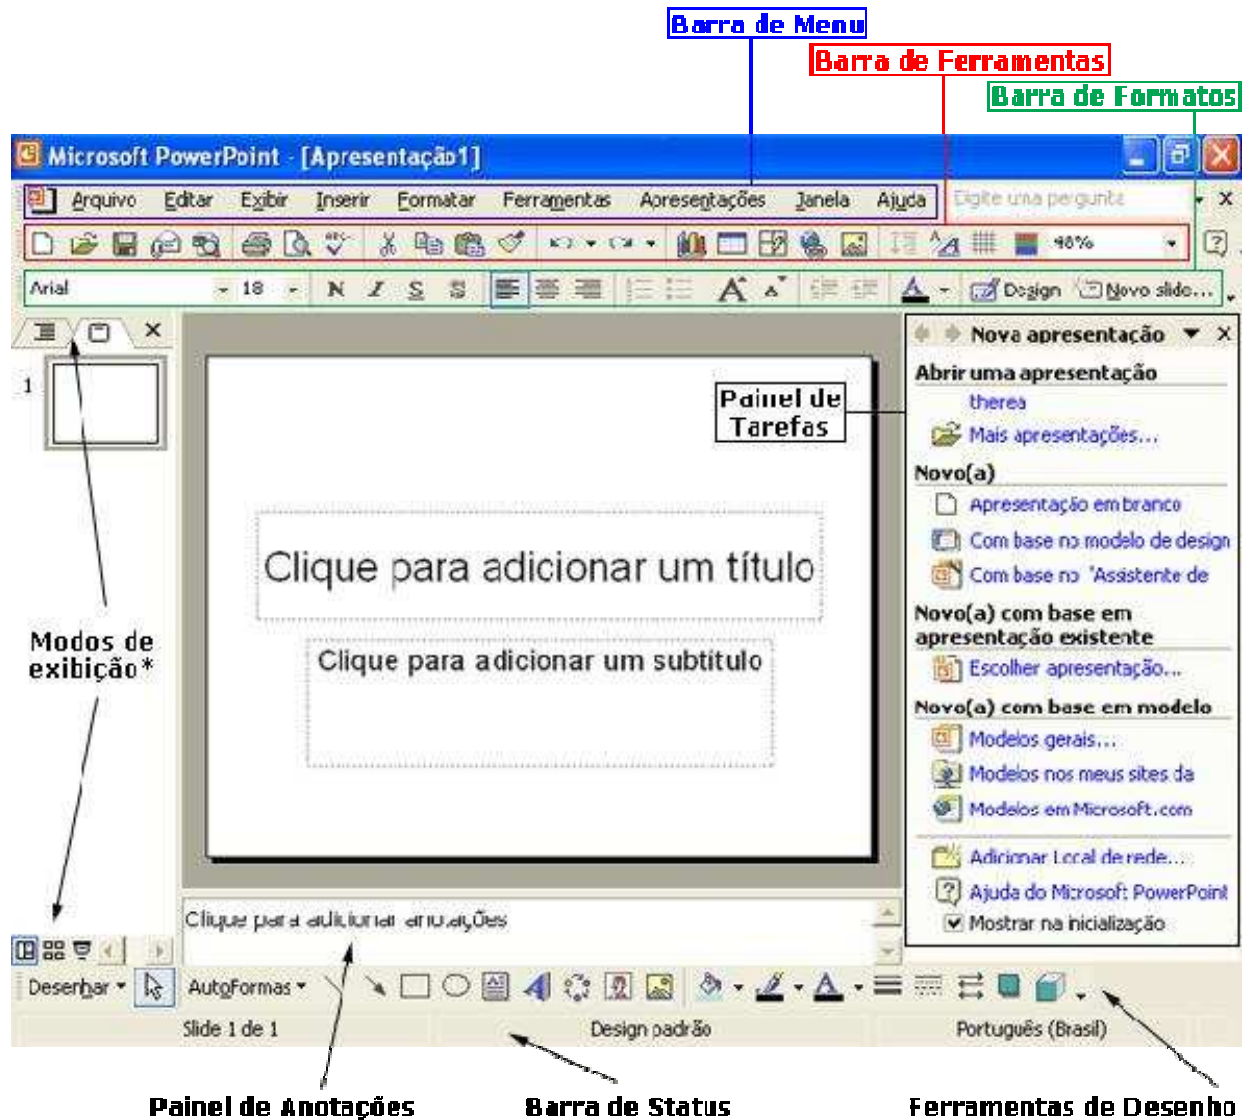 Barra de Menu
Barra de Ferramentas
Barra de Formatos
Microsoft PowerPoint - [Apresentação1]
Arquivo Editar Exibir Inserir Formatar Ferramentas Apresentações Janela Ajuda Digite uma pergunta
98%
Arial 18 N I S S A A A Design Novo slide...
Nova apresentação
Abrir uma apresentação
therea
Mais apresentações...
Novo(a)
Apresentação em branco
Com base no modelo de design
Com base no "Assistente de
Novo(a) com base em
apresentação existente
Escolher apresentação...
Novo(a) com base em modelo
Modelos gerais...
Modelos nos meus sites da
Modelos em Microsoft.com
Adicionar Local de rede...
Ajuda do Microsoft PowerPoint
Mostrar na inicialização
1
Painel de
Tarefas
Clique para adicionar um título
Clique para adicionar um subtítulo
Modos de
exibição*
Clique para adicionar anotações
Desenhar AutoFormas
Slide 1 de 1 Design padrão Português (Brasil)
Painel de Anotações Barra de Status Ferramentas de Desenho